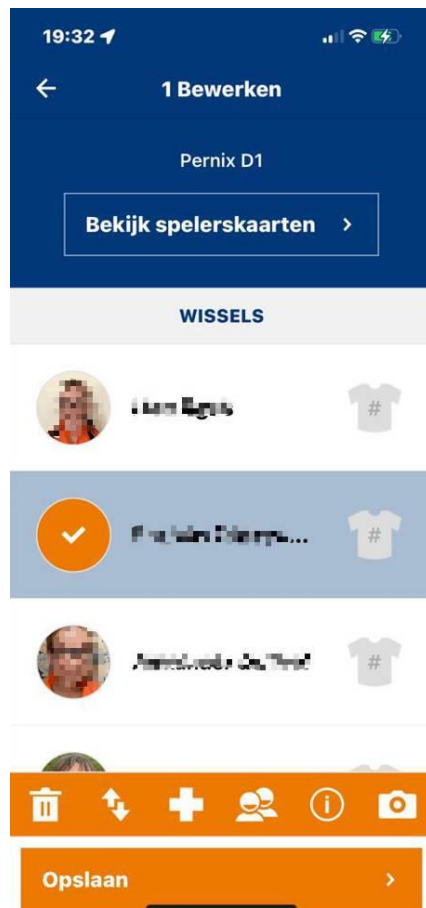 19:32
1 Bewerken
Pernix D1
Bekijk spelerskaarten
WISSELS
#
#
#
Opslaan